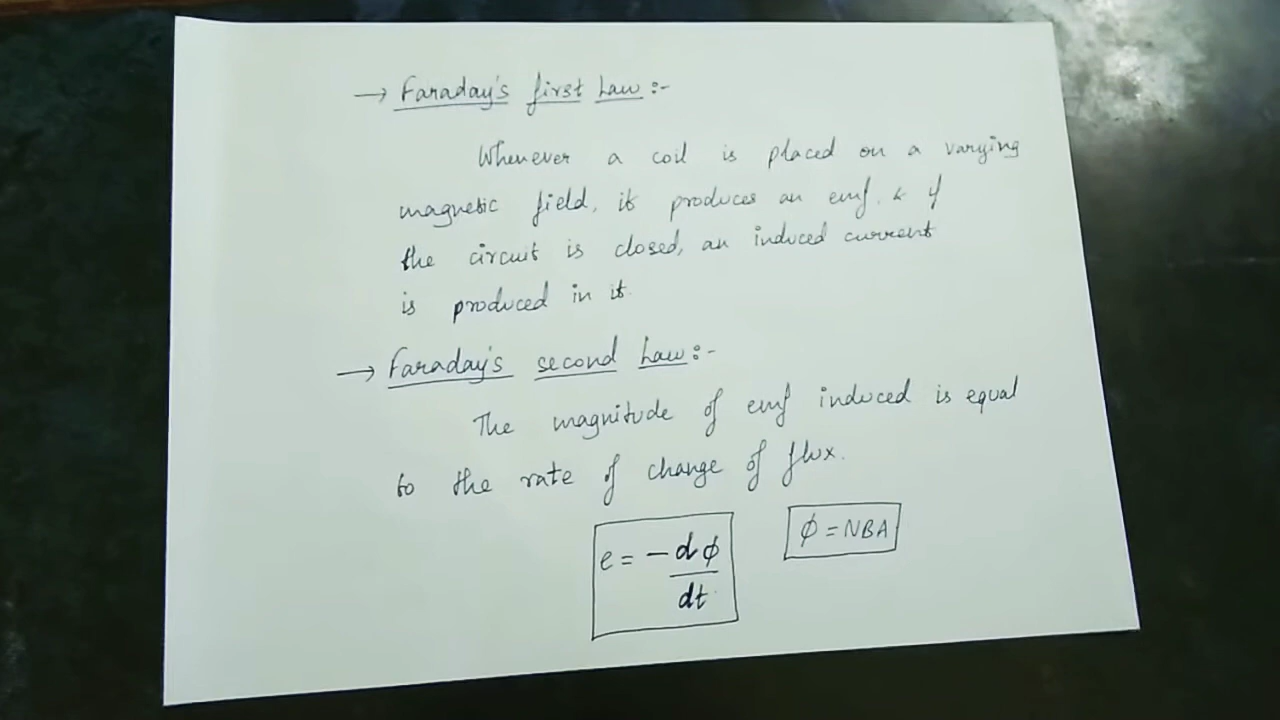 → Faraday's first Law :-
Whenever a coil is placed on a varying
magnetic field, it produces an emf. & if
the circuit is closed, an induced current
is produced in it.
→ Faraday's second Law :-
The magnitude of emf induced is equal
to the rate of change of flux.
e = -dϕ/dt
ϕ = NBA